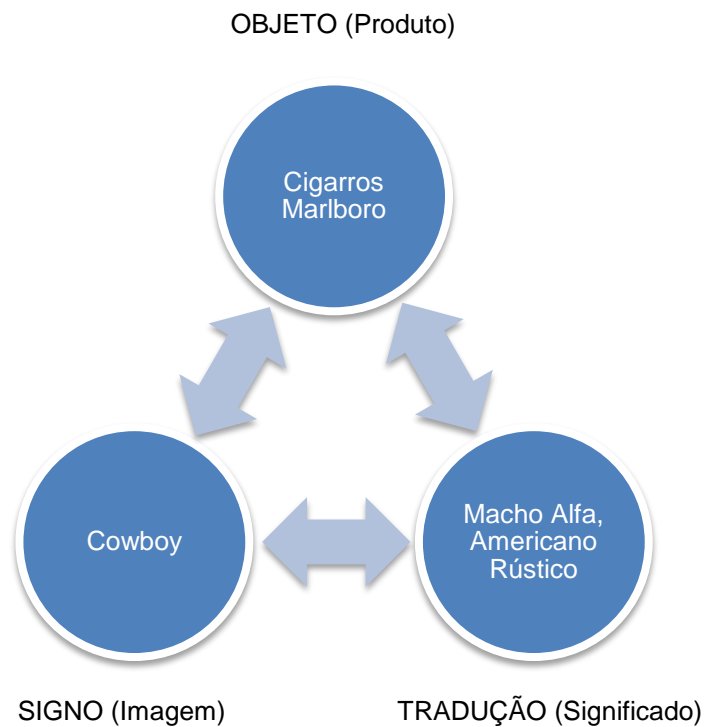 OBJETO (Produto)
Cigarros
Marlboro
Cowboy
Macho Alfa,
Americano
Rústico
SIGNO (Imagem)
TRADUÇÃO (Significado)